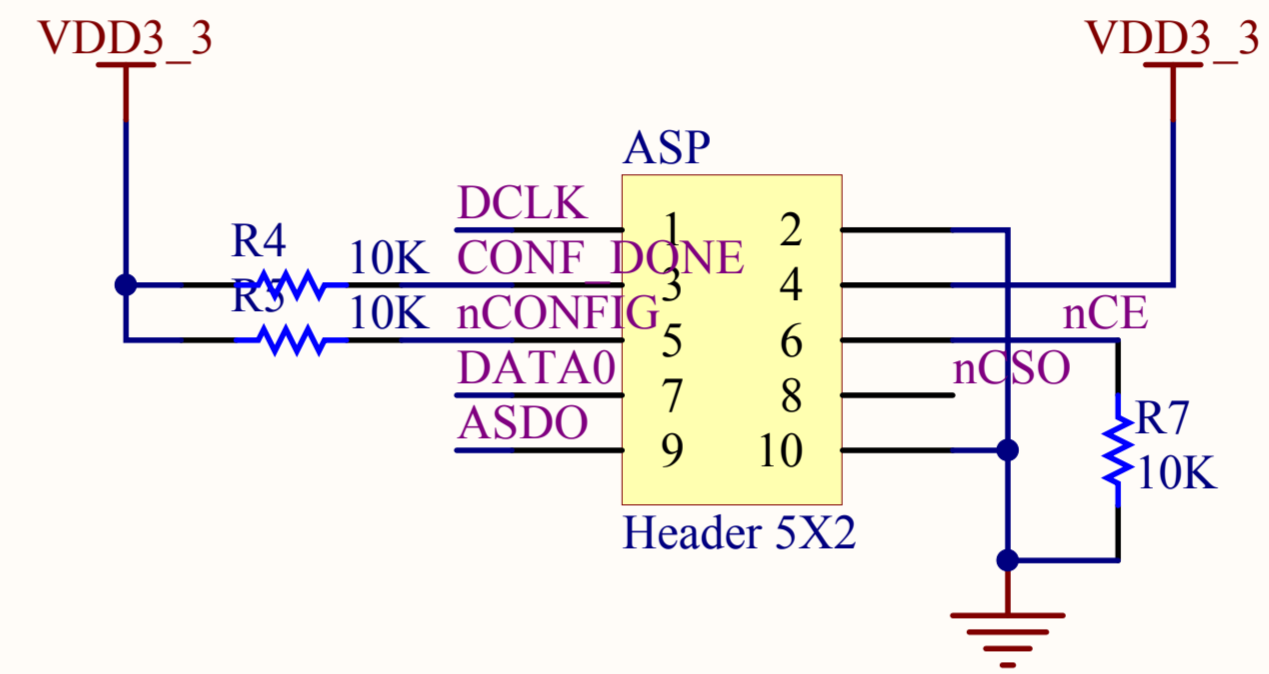 VDD3_3
VDD3_3
ASP
DCLK
1
2
R4
10K
CONF_DONE
3
4
R5
10K
nCONFIG
5
6
nCE
DATA0
7
8
nCSO
ASDO
9
10
R7
10K
Header 5X2